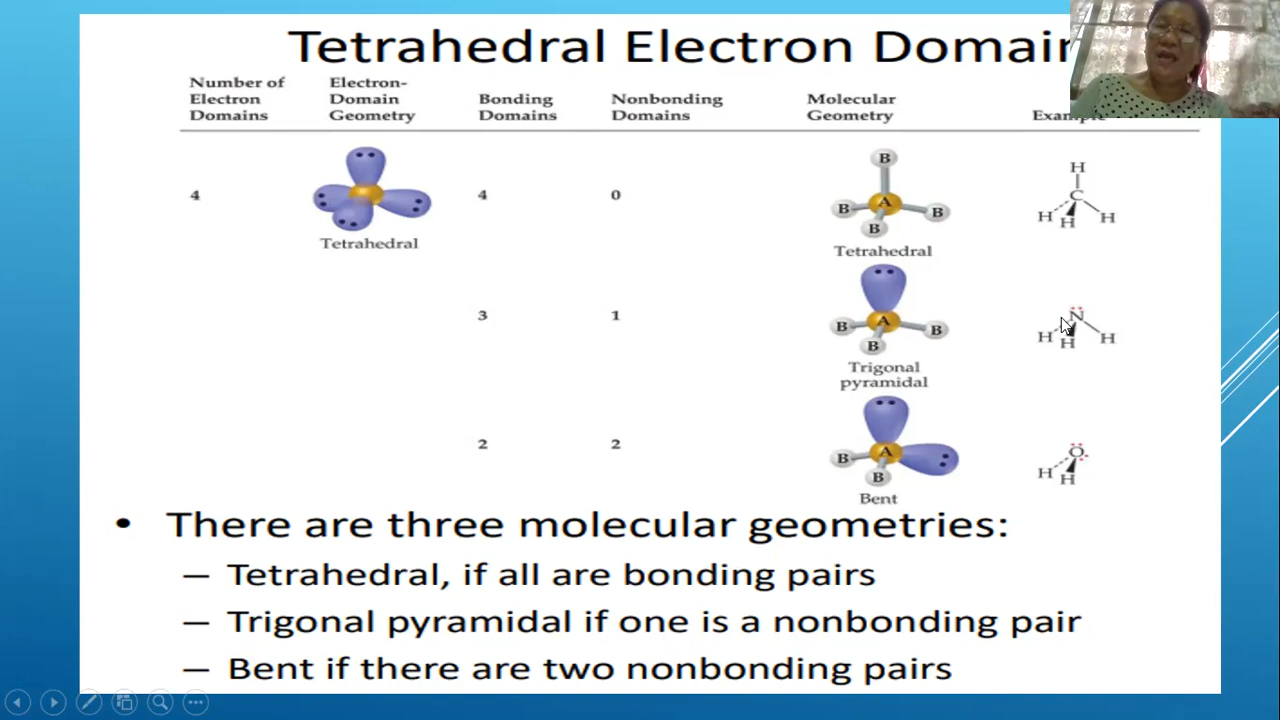 Tetrahedral Electron Domain
Number of Electron Domains
Electron-Domain Geometry
Bonding Domains
Nonbonding Domains
Molecular Geometry
Example
4
Tetrahedral
4
0
B
B A B
B
Tetrahedral
H
C
H H H
3
1
A
B B
B
Trigonal pyramidal
N
H H H
2
2
A
B
B
Bent
O
H H
• There are three molecular geometries:
– Tetrahedral, if all are bonding pairs
– Trigonal pyramidal if one is a nonbonding pair
– Bent if there are two nonbonding pairs